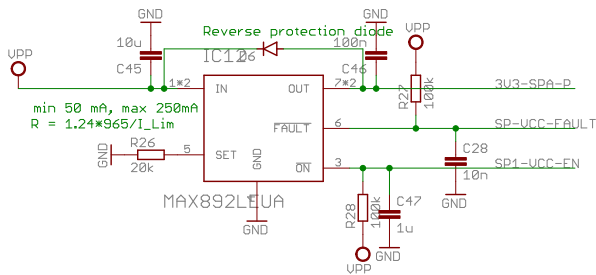 GND
GND
VPP
Reverse protection diode
10u
100n
VPP
IC12
D6
C45
C46
1*2
IN
OUT
7*2
R27
100k
3V3-SPA-P
min 50 mA, max 250mA
R = 1.24*965/I_Lim
FAULT
6
SP-VCC-FAULT
R26
GND
5
SET
GND
ON
3
C28
SP1-VCC-EN
20k
10n
MAX892LEUA
GND
R28
100k
C47
1u
GND
GND
VPP